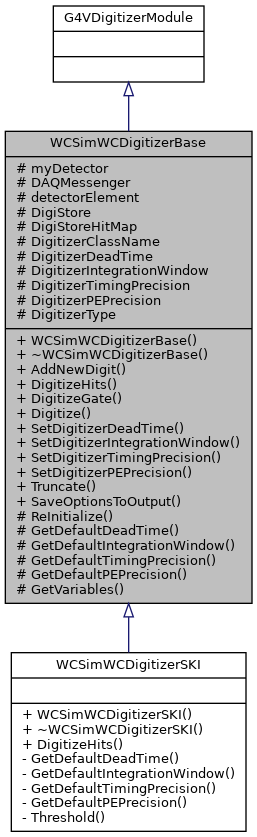 G4VDigitizerModule
WCSimWCDigitizerBase
# myDetector
# DAQMessenger
# detectorElement
# DigiStore
# DigiStoreHitMap
# DigitizerClassName
# DigitizerDeadTime
# DigitizerIntegrationWindow
# DigitizerTimingPrecision
# DigitizerPEPrecision
# DigitizerType
+ WCSimWCDigitizerBase()
+ ~WCSimWCDigitizerBase()
+ AddNewDigit()
+ DigitizeHits()
+ DigitizeGate()
+ Digitize()
+ SetDigitizerDeadTime()
+ SetDigitizerIntegrationWindow()
+ SetDigitizerTimingPrecision()
+ SetDigitizerPEPrecision()
+ Truncate()
+ SaveOptionsToOutput()
# ReInitialize()
# GetDefaultDeadTime()
# GetDefaultIntegrationWindow()
# GetDefaultTimingPrecision()
# GetDefaultPEPrecision()
# GetVariables()
WCSimWCDigitizerSKI
+ WCSimWCDigitizerSKI()
+ ~WCSimWCDigitizerSKI()
+ DigitizeHits()
- GetDefaultDeadTime()
- GetDefaultIntegrationWindow()
- GetDefaultTimingPrecision()
- GetDefaultPEPrecision()
- Threshold()